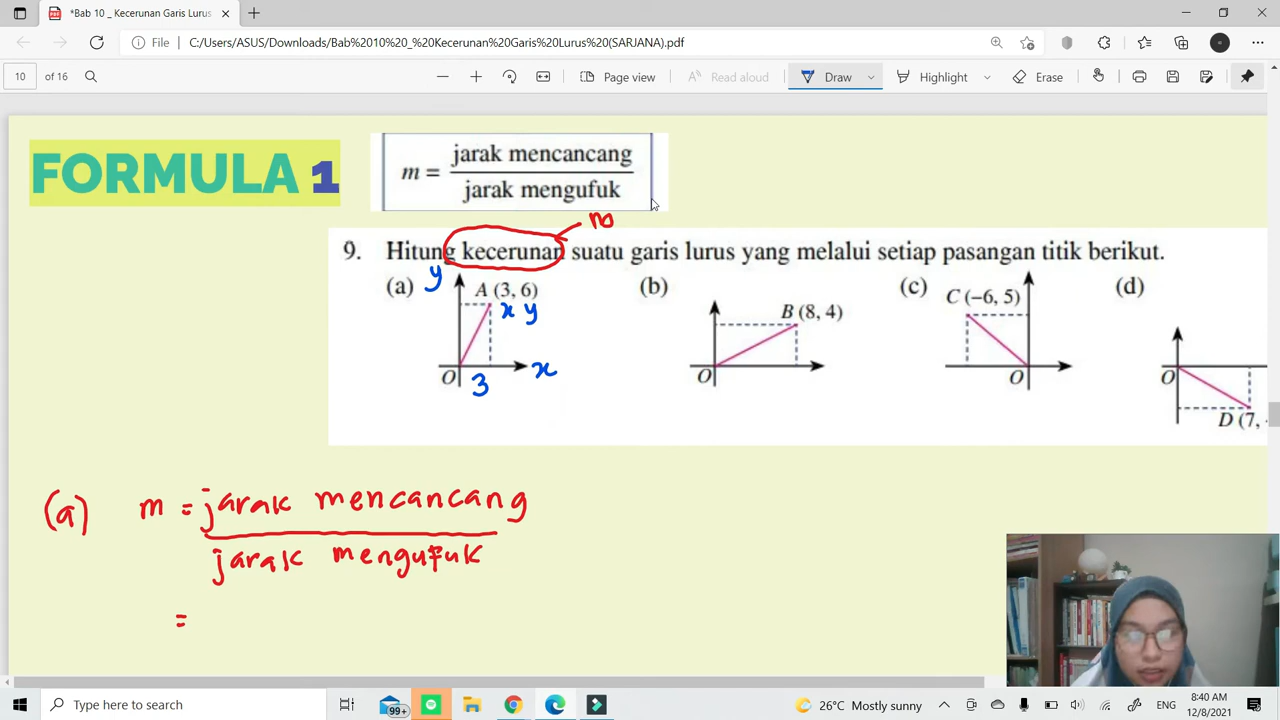 *Bab 10 _ Kecerunan Garis Lurus
File C:/Users/ASUS/Downloads/Bab%2010%20_%20Kecerunan%20Garis%20Lurus%20(SARJANA).pdf
10 of 16 Page view Read aloud Draw Highlight Erase
FORMULA 1
m = jarak mencancang
jarak mengufuk
m
9. Hitung kecerunan suatu garis lurus yang melalui setiap pasangan titik berikut.
(a) y A (3, 6) (b) (c) C (−6, 5) (d)
x y B (8, 4)
O 3 x O O O
D (7,
(a) m = jarak mencancang
jarak mengufuk
=
Type here to search 99+ 26°C Mostly sunny ENG 8:40 AM
12/8/2021